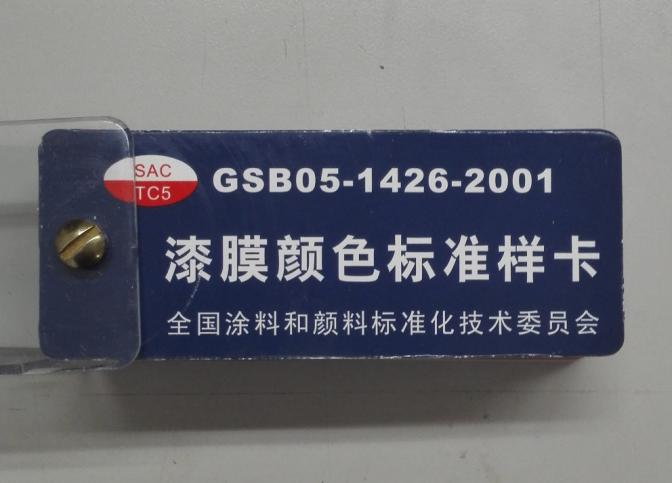 SAC
TC5
GSB05-1426-2001
漆膜颜色标准样卡
全国涂料和颜料标准化技术委员会